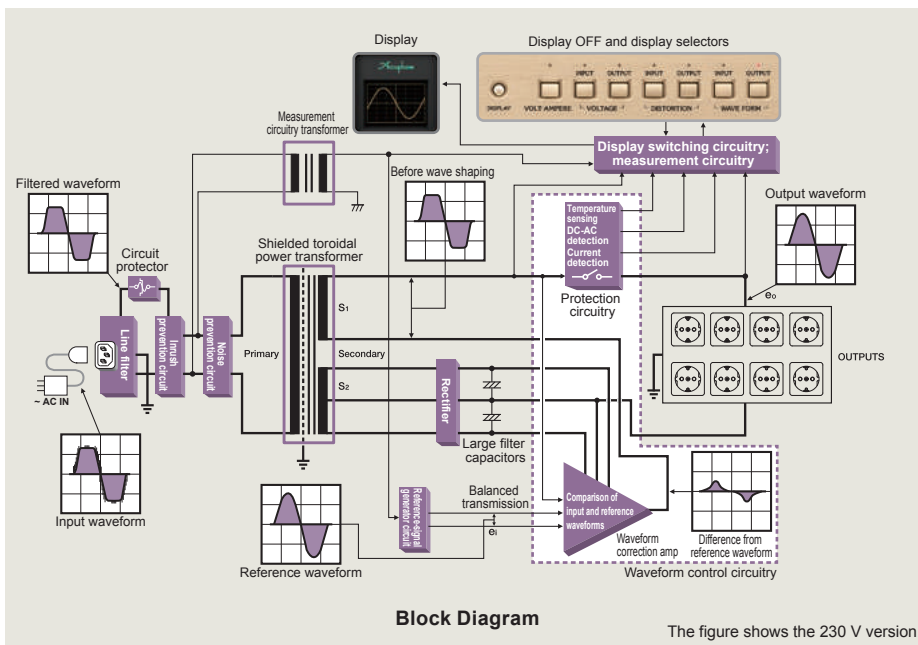 Display
Display OFF and display selectors
Accuphase
INPUT OUTPUT INPUT OUTPUT INPUT OUTPUT
DISPLAY VOLT AMPERE VOLTAGE DISTORTION WAVE FORM
Measurement
circuitry transformer
Display switching circuitry;
measurement circuitry
Before wave shaping
Filtered waveform
Output waveform
Temperature
sensing
DC-AC
detection
Current
detection
Circuit
protector
Shielded toroidal
power transformer
Protection
circuitry
eo
S1
Line filter
Inrush
prevention circuit
Noise
prevention circuit
Primary
Secondary
OUTPUTS
S2
Rectifier
~ AC IN
Large filter
capacitors
Input waveform
Reference-signal
generator circuit
Balanced
transmission
ei
Comparison of
input and reference
waveforms
Waveform
correction amp
Difference from
reference waveform
Reference waveform
Waveform control circuitry
Block Diagram
The figure shows the 230 V version